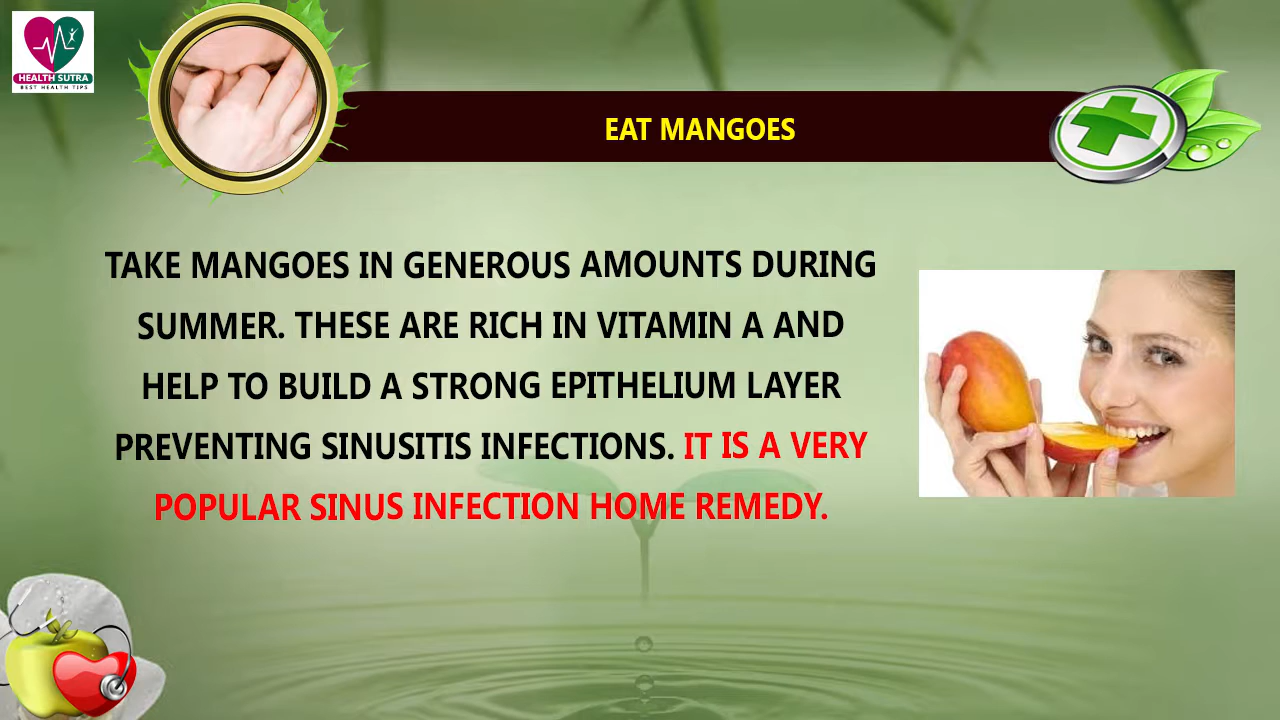 HEALTH SUTRA
BEST HEALTH TIPS
EAT MANGOES
TAKE MANGOES IN GENEROUS AMOUNTS DURING
SUMMER. THESE ARE RICH IN VITAMIN A AND
HELP TO BUILD A STRONG EPITHELIUM LAYER
PREVENTING SINUSITIS INFECTIONS. IT IS A VERY
POPULAR SINUS INFECTION HOME REMEDY.